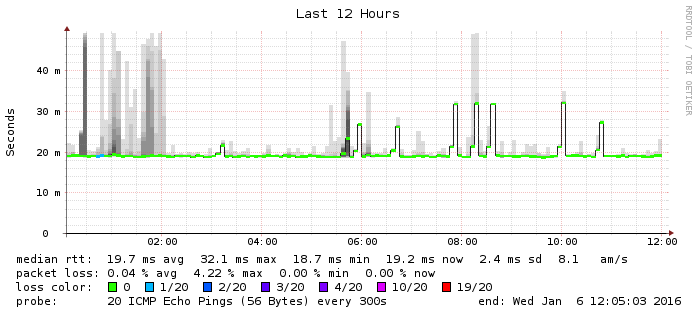 Last 12 Hours
RRDTOOL / TOBI OETIKER
Seconds
40 m
30 m
20 m
10 m
0
02:00 04:00 06:00 08:00 10:00 12:00
median rtt: 19.7 ms avg 32.1 ms max 18.7 ms min 19.2 ms now 2.4 ms sd 8.1 am/s
packet loss: 0.04 % avg 4.22 % max 0.00 % min 0.00 % now
loss color: 0 1/20 2/20 3/20 4/20 10/20 19/20
probe: 20 ICMP Echo Pings (56 Bytes) every 300s end: Wed Jan 6 12:05:03 2016